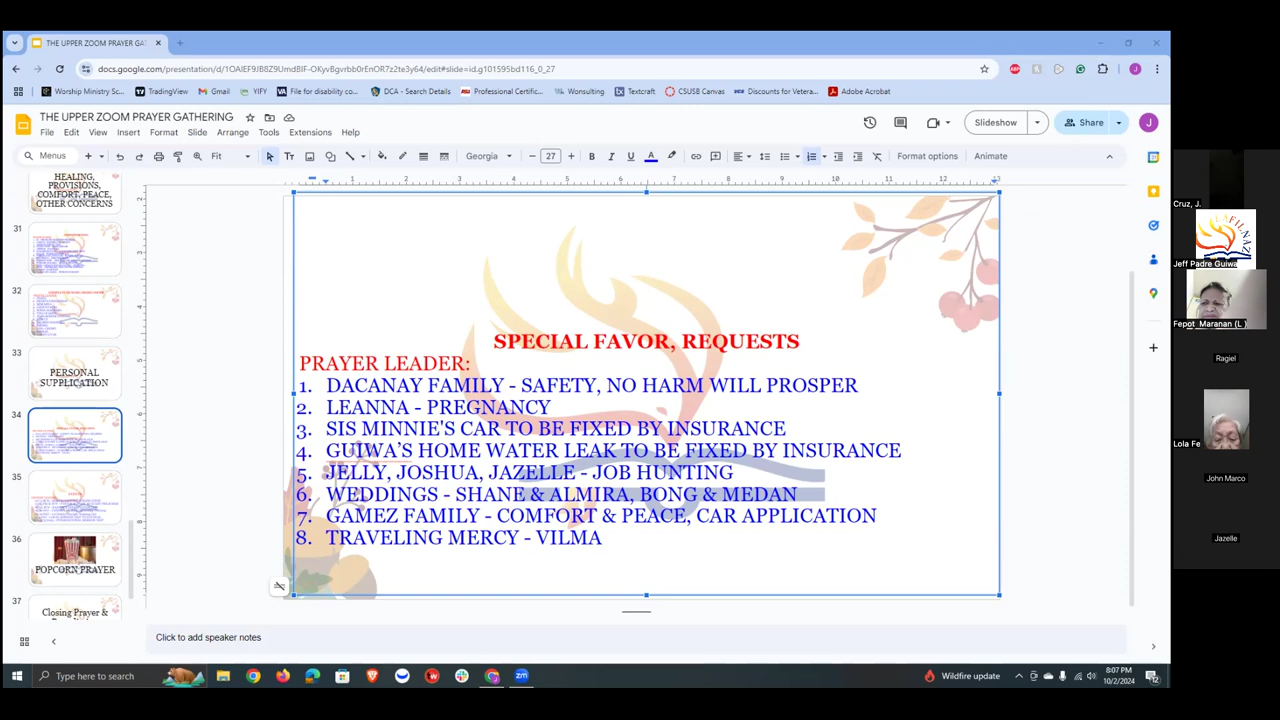 THE UPPER ZOOM PRAYER GA
docs.google.com/presentation/d/1OAlEF9JB8Z9UmdBIF-OKyvBgvrbb0rEnOR7z2te3y64/edit#slide=id.g101595bd116_0_27
Worship Ministry Sc... TradingView Gmail YIFY File for disability co... DCA - Search Details Professional Certific... Wonsulting Textcraft CSUSB Canvas Discounts for Vetera... Adobe Acrobat
THE UPPER ZOOM PRAYER GATHERING
File Edit View Insert Format Slide Arrange Tools Extensions Help
Slideshow Share J
Menus Fit Georgia 27 B I U A Format options Animate
HEALING,
PROVISIONS,
COMFORT, PEACE,
OTHER CONCERNS
31
32
33
PERSONAL
SUPPLICATION
34
35
36
POPCORN PRAYER
37
Closing Prayer &
SPECIAL FAVOR, REQUESTS
PRAYER LEADER:
1. DACANAY FAMILY - SAFETY, NO HARM WILL PROSPER
2. LEANNA - PREGNANCY
3. SIS MINNIE'S CAR TO BE FIXED BY INSURANCE
4. GUIWA'S HOME WATER LEAK TO BE FIXED BY INSURANCE
5. JELLY, JOSHUA, JAZELLE - JOB HUNTING
6. WEDDINGS - SHANE & ALMIRA, BONG & MEDAN
7. GAMEZ FAMILY - COMFORT & PEACE, CAR APPLICATION
8. TRAVELING MERCY - VILMA
Click to add speaker notes
Type here to search
Wildfire update
8:07 PM
10/2/2024
Cruz, J.
Jeff Padre Guiwa
Fepot Maranan (L )
Ragiel
Lola Fe
John Marco
Jazelle